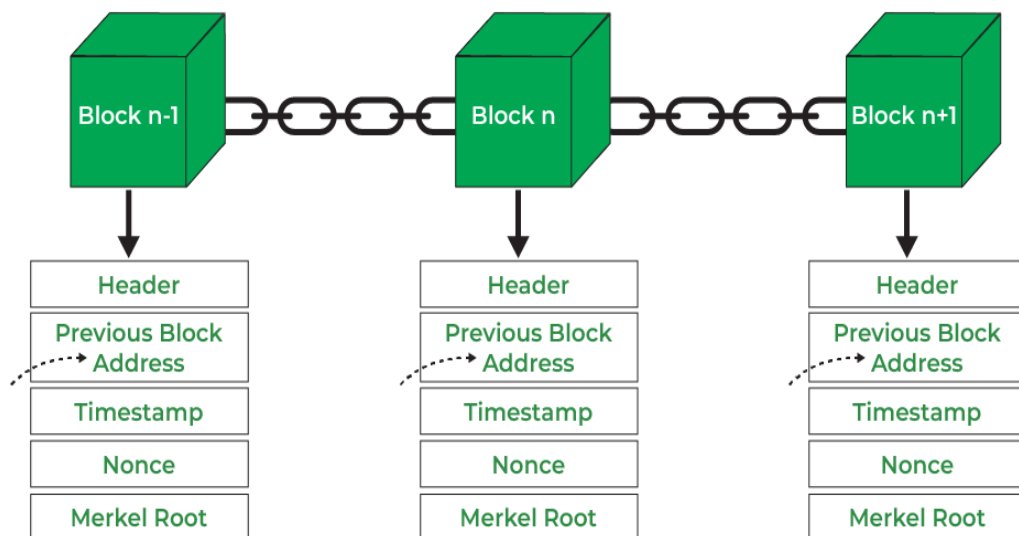 Block n-1
Block n
Block n+1
Header
Header
Header
Previous Block
Address
Previous Block
Address
Previous Block
Address
Timestamp
Timestamp
Timestamp
Nonce
Nonce
Nonce
Merkel Root
Merkel Root
Merkel Root